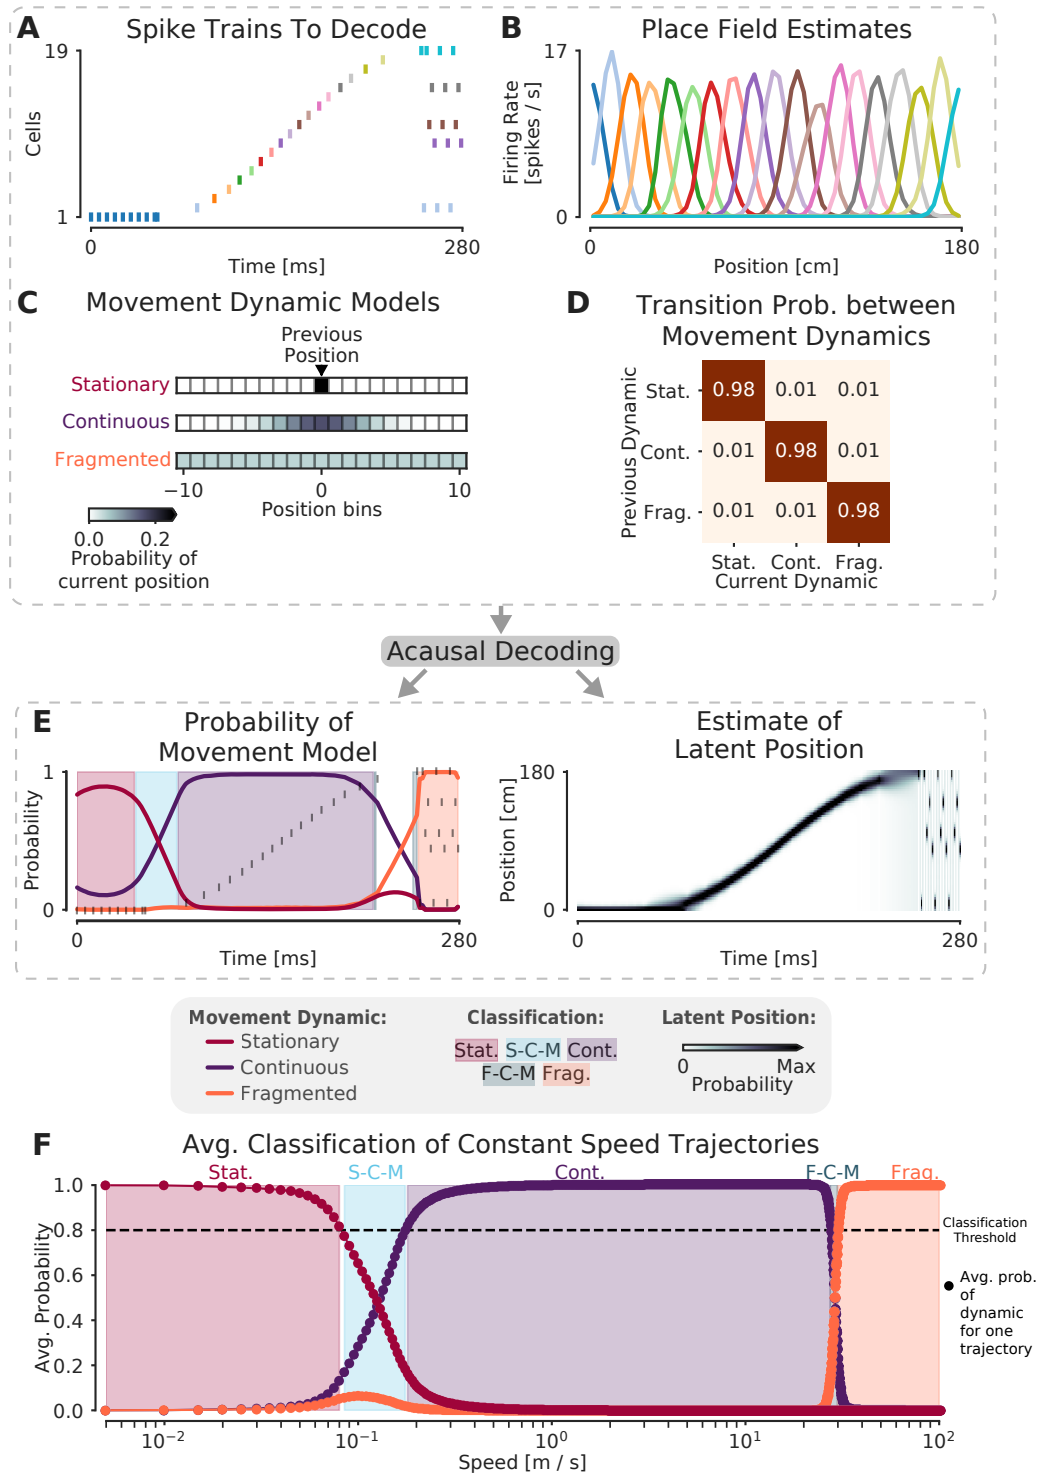 A Spike Trains To Decode
19
Cells
1
0 280
Time [ms]
B Place Field Estimates
17
Firing Rate
[spikes / s]
0
0 180
Position [cm]
C Movement Dynamic Models
Previous
Position
Stationary
Continuous
Fragmented
−10 0 10
Position bins
0.0 0.2
Probability of
current position
D Transition Prob. between
Movement Dynamics
Previous Dynamic
Stat. 0.98 0.01 0.01
Cont. 0.01 0.98 0.01
Frag. 0.01 0.01 0.98
Stat. Cont. Frag.
Current Dynamic
Acausal Decoding
E Probability of
Movement Model
1
Probability
0
0 280
Time [ms]
Estimate of
Latent Position
180
Position [cm]
0
0 280
Time [ms]
Movement Dynamic:
Stationary
Continuous
Fragmented
Classification:
Stat. S-C-M Cont.
F-C-M Frag.
Latent Position:
0 Max
Probability
F Avg. Classification of Constant Speed Trajectories
Stat. S-C-M Cont. F-C-M Frag.
Avg. Probability
1.0
0.8
0.6
0.4
0.2
0.0
Classification
Threshold
Avg. prob.
of
dynamic
for one
trajectory
10⁻² 10⁻¹ 10⁰ 10¹ 10²
Speed [m / s]